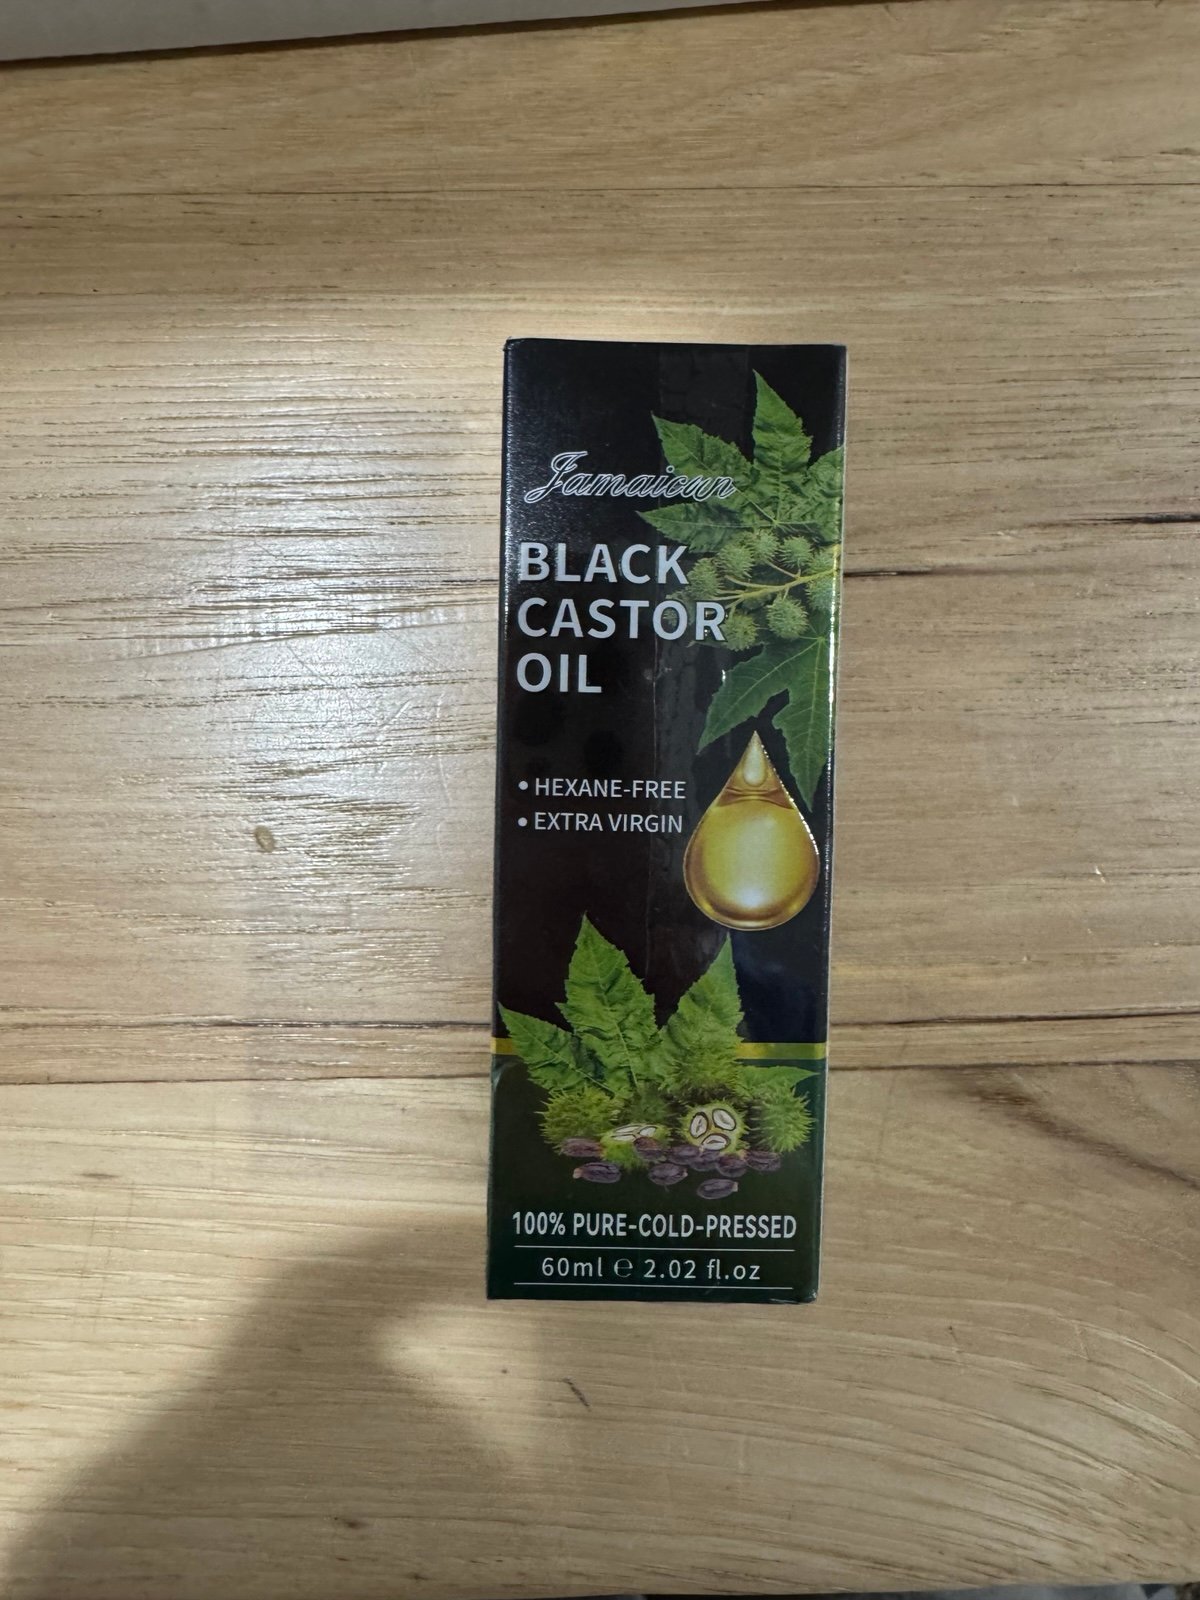 Jamaican
BLACK
CASTOR
OIL
• HEXANE-FREE
• EXTRA VIRGIN
100% PURE-COLD-PRESSED
60ml ℮ 2.02 fl.oz